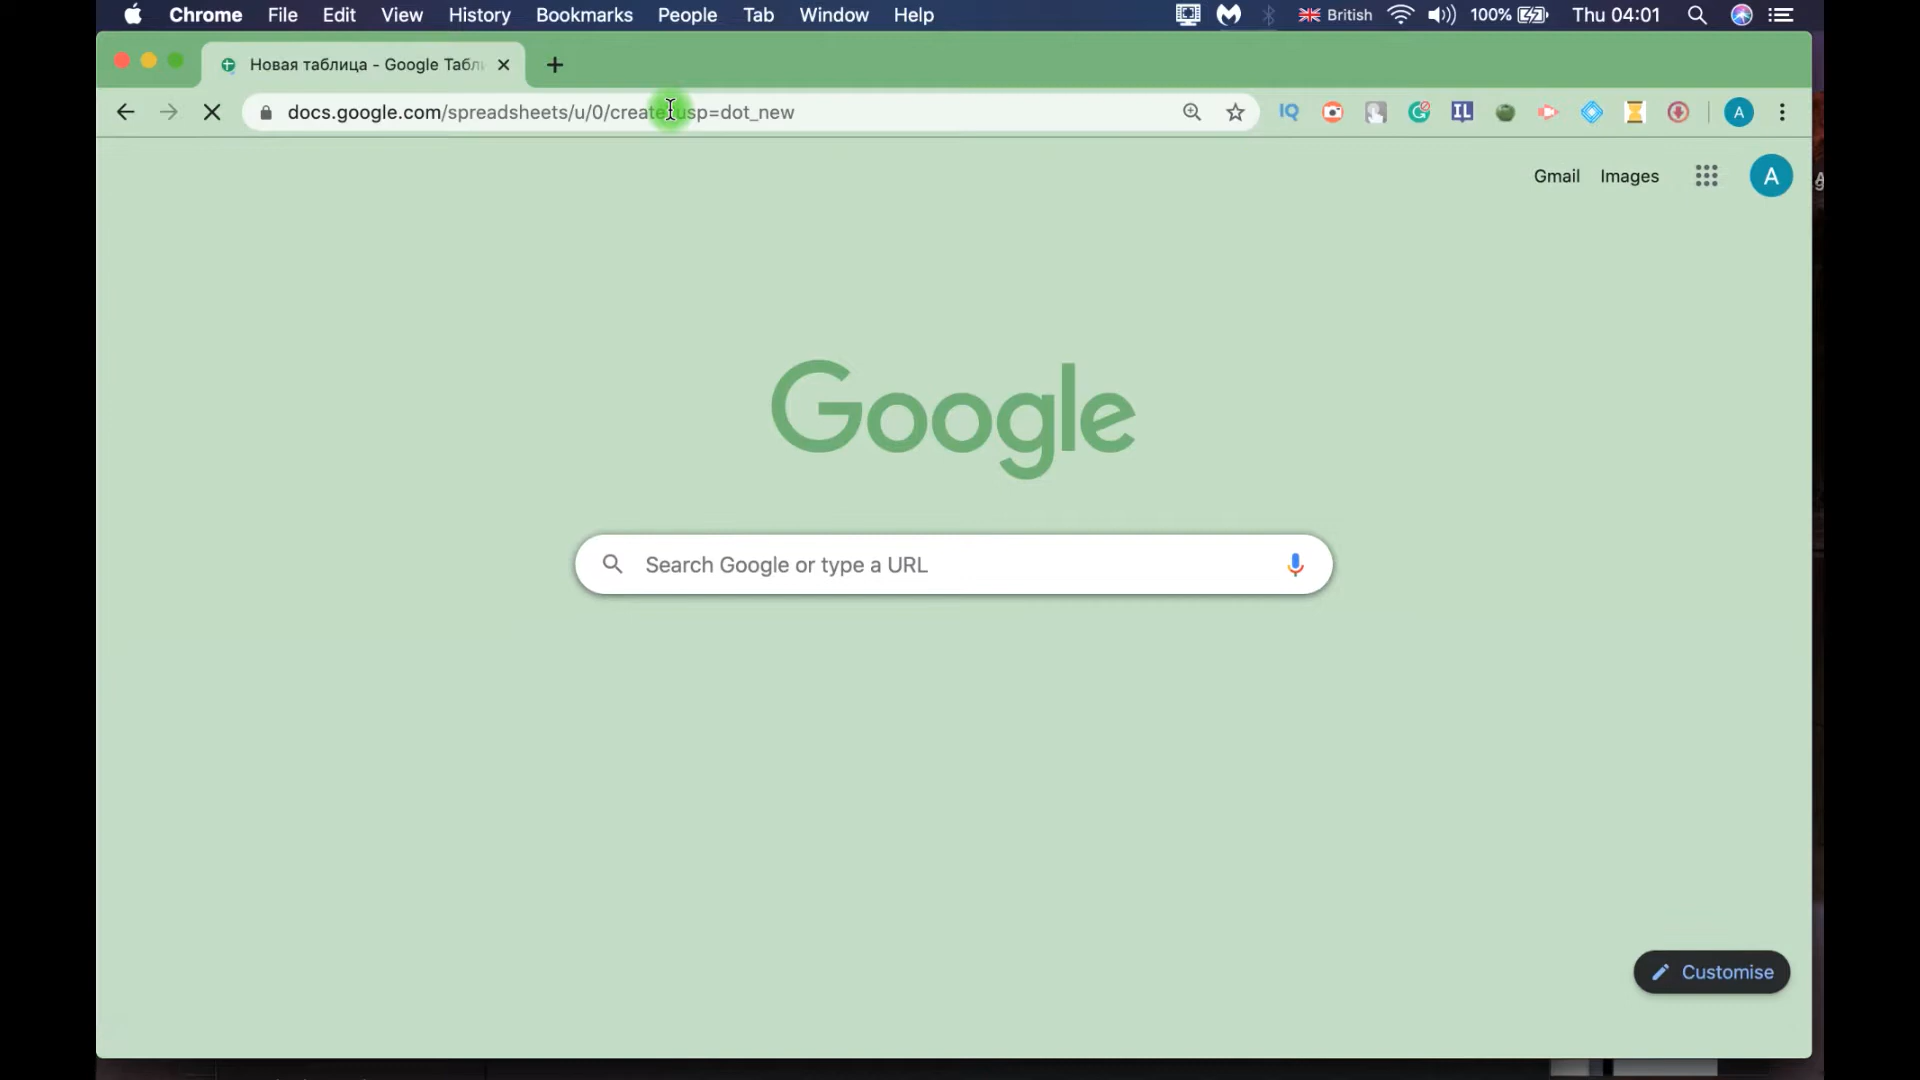 Chrome File Edit View History Bookmarks People Tab Window Help British 100% Thu 04:01
Новая таблица - Google Табл
docs.google.com/spreadsheets/u/0/create?usp=dot_new IQ IL A
Gmail Images A
Google
Search Google or type a URL
Customise